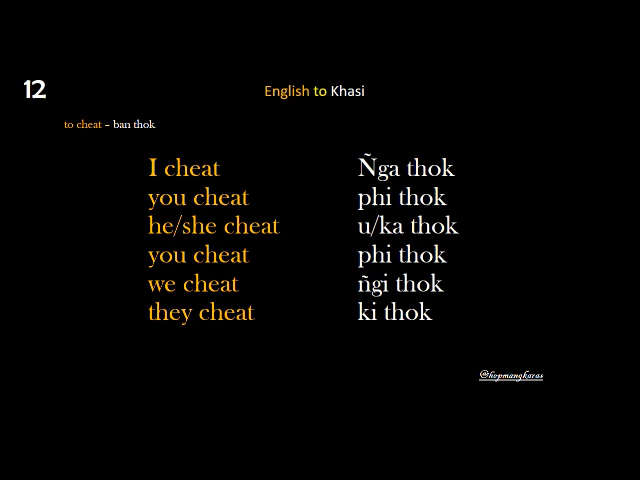 12
English to Khasi
to cheat – ban thok
I cheat Ñga thok
you cheat phi thok
he/she cheat u/ka thok
you cheat phi thok
we cheat ñgi thok
they cheat ki thok
@hopmangkaras